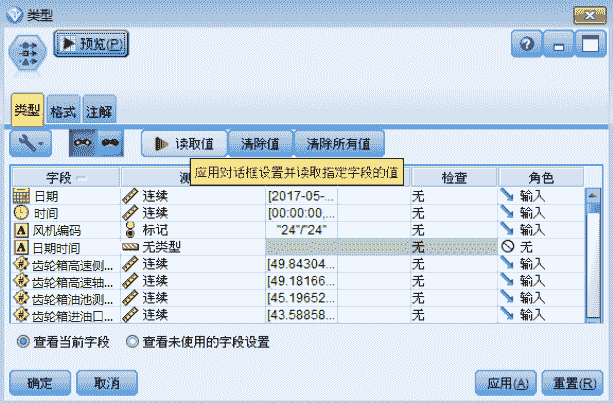 类型
预览(P)
类型 格式 注解
读取值 清除值 清除所有值
应用对话框设置并读取指定字段的值
字段 测 检查 角色
日期 连续 [2017-05-... 无 输入
时间 连续 [00:00:00,... 无 输入
风机编码 标记 "24"/"24" 无 输入
日期时间 无类型 无 无
齿轮箱高速侧... 连续 [49.84304... 无 输入
齿轮箱高速轴... 连续 [49.18166... 无 输入
齿轮箱油池测... 连续 [45.19652... 无 输入
齿轮箱进油口... 连续 [43.58858... 无 输入
查看当前字段 查看未使用的字段设置
确定 取消 应用(A) 重置(R)